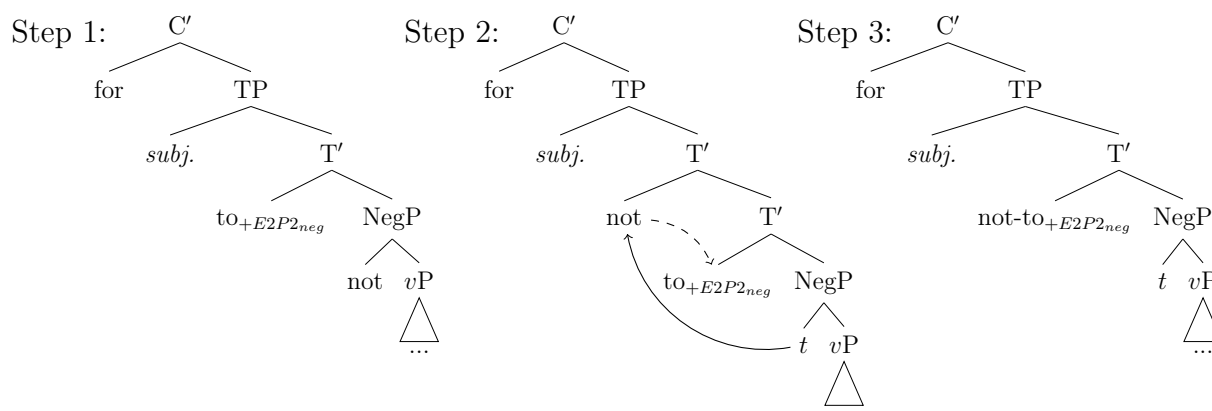 Step 1: C′ Step 2: C′ Step 3: C′
for TP for TP for TP
subj. T′ subj. T′ subj. T′
to+E2P2neg NegP not T′ not-to+E2P2neg NegP
not vP to+E2P2neg NegP t vP
... t vP ...